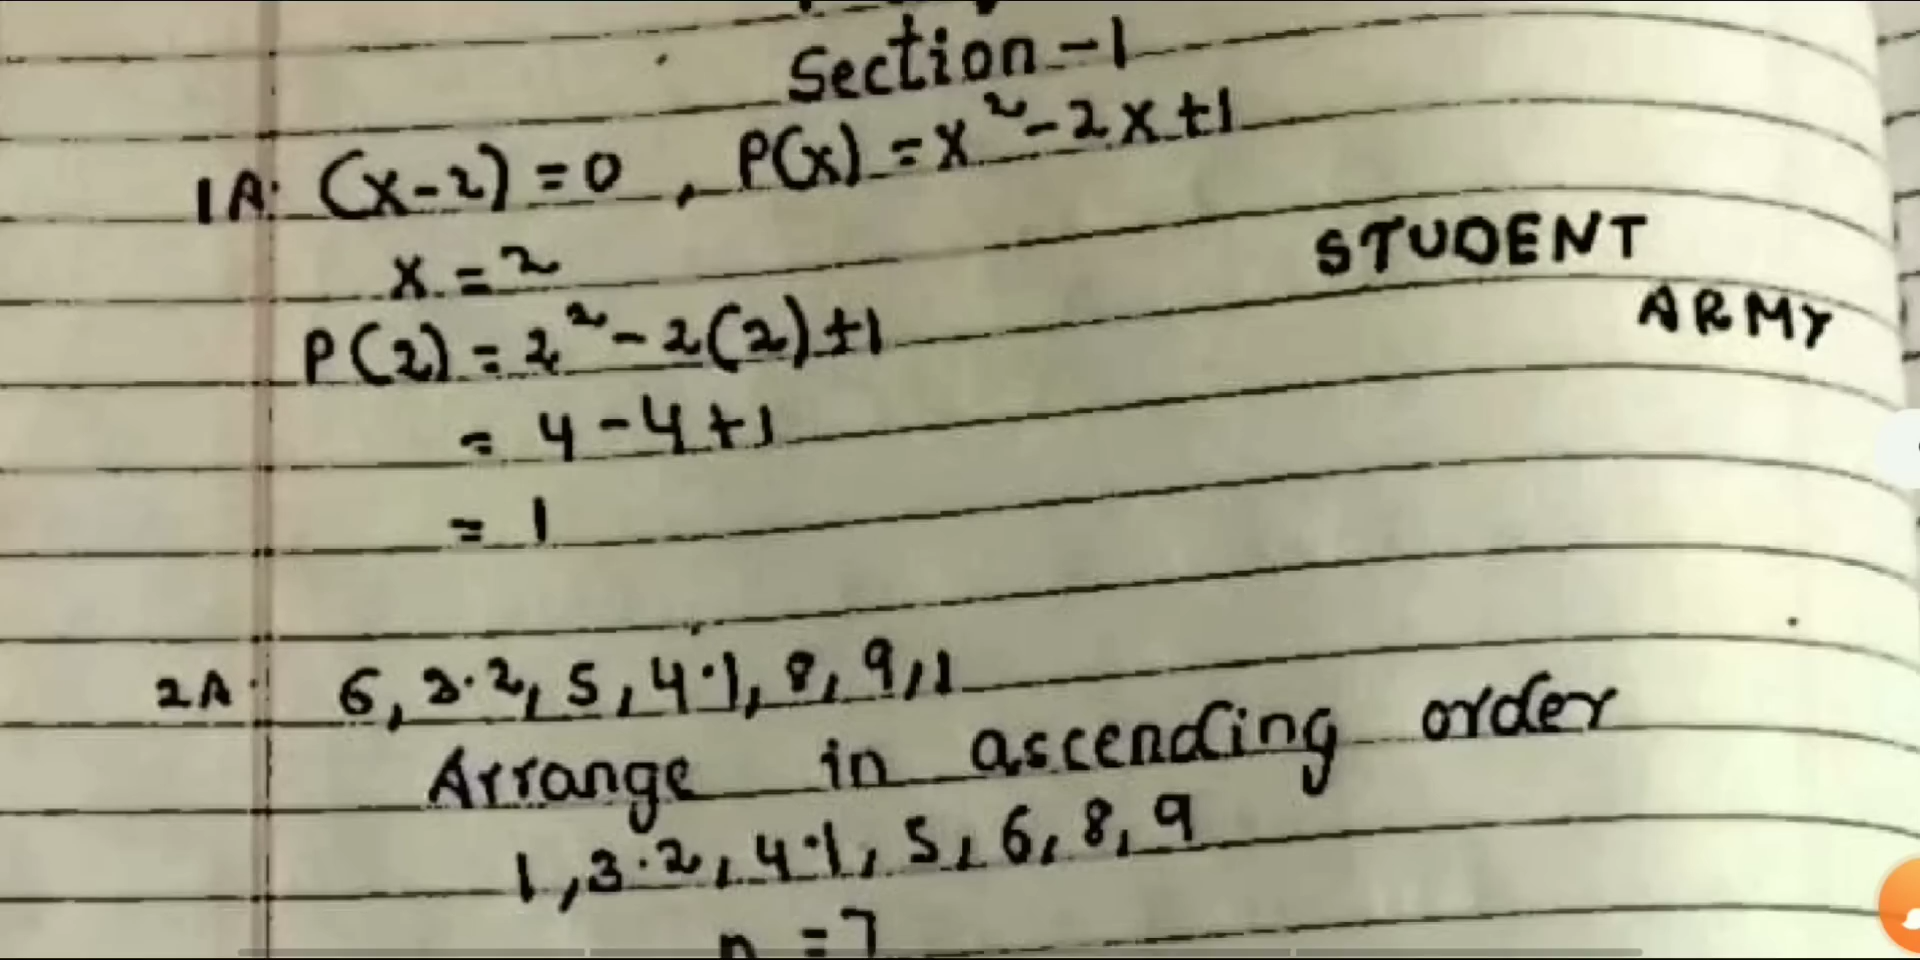 Section-1
1A: (x-2)=0, P(x)=x²-2x+1
x=2
STUDENT
ARMY
P(2)=2²-2(2)+1
= 4-4+1
= 1
2A: 6, 3.2, 5, 4.1, 8, 9, 1
Arrange in ascending order
1, 3.2, 4.1, 5, 6, 8, 9
n=7